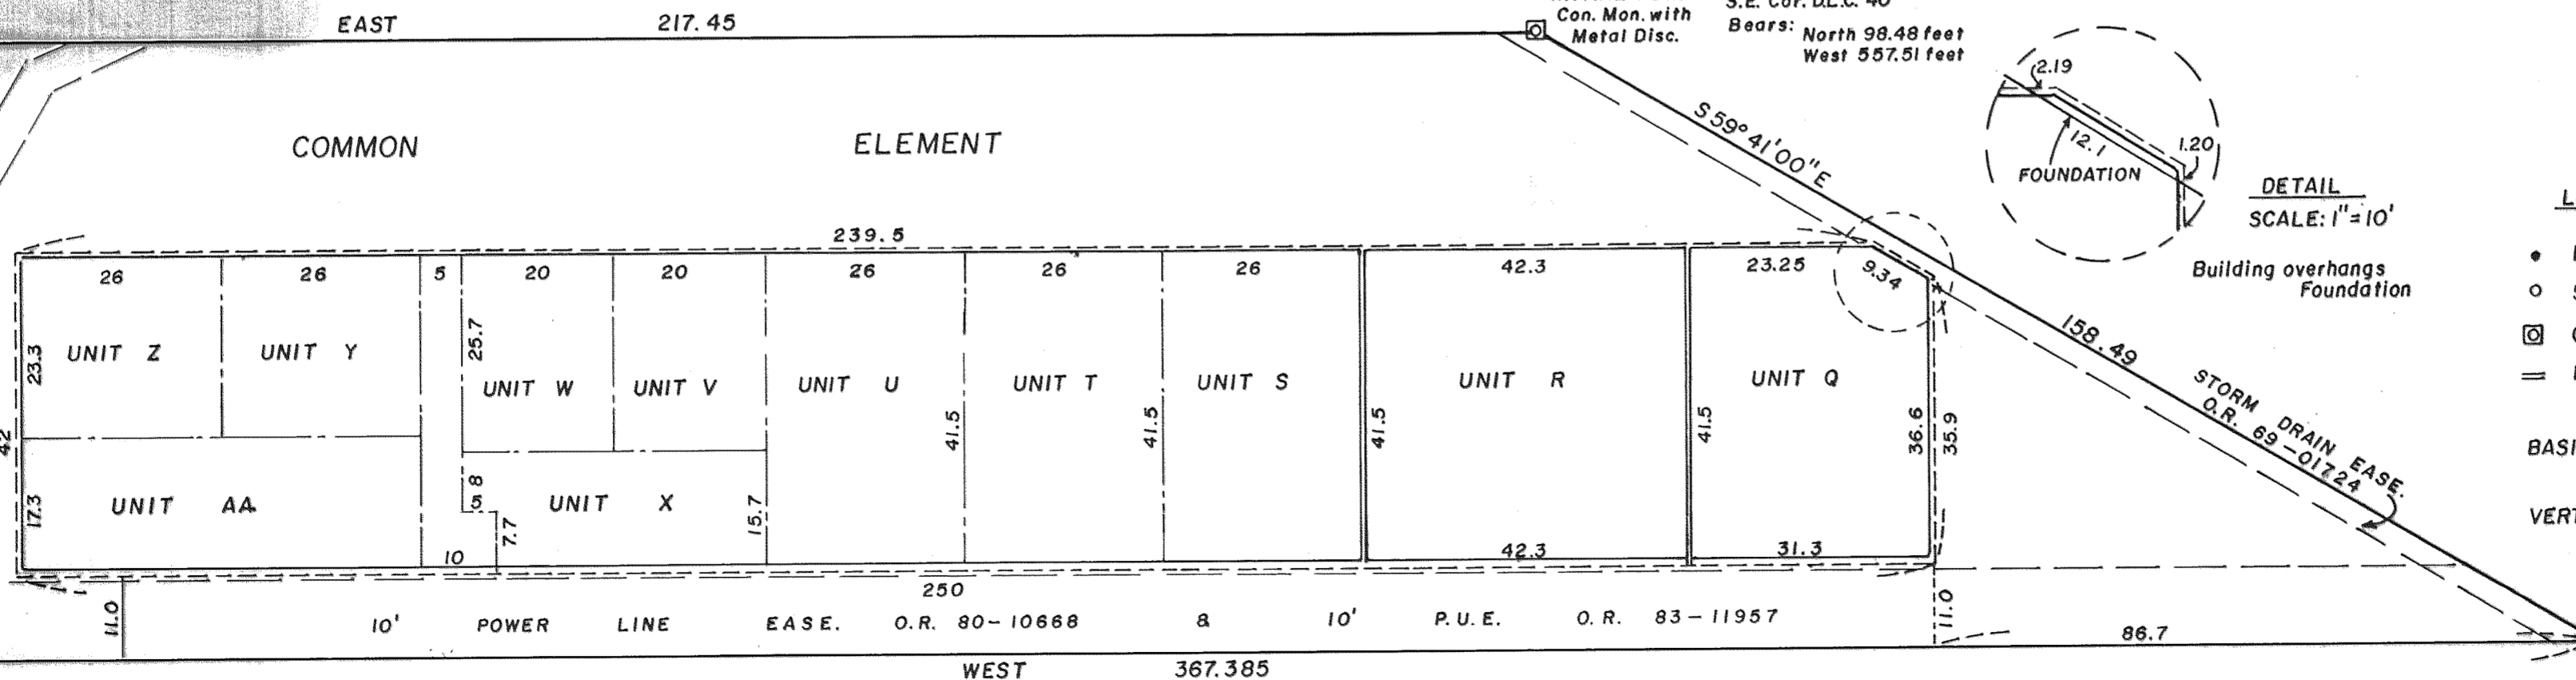 EAST 217.45
Con. Mon. with
Metal Disc.
S.E. Cor. D.L.C. 40
Bears: North 98.48 feet
West 557.51 feet
2.19
12.1
1.20
FOUNDATION
DETAIL
SCALE: 1"=10'
Building overhangs
Foundation
COMMON ELEMENT
S 59° 41' 00" E
158.49
STORM DRAIN EASE.
O.R. 69-01724
239.5
26 26 5 20 20 26 26 26 42.3 23.25 9.34
23.3
25.7
UNIT Z UNIT Y UNIT W UNIT V UNIT U UNIT T UNIT S UNIT R UNIT Q
41.5 41.5 41.5 41.5 36.6 35.9
42
17.3
UNIT AA
5 8
UNIT X
7.7
15.7
10
42.3 31.3
250
11.0
10' POWER LINE EASE. O.R. 80-10668 & 10' P.U.E. O.R. 83-11957
11.0
86.7
WEST 367.385
BASI
VERT